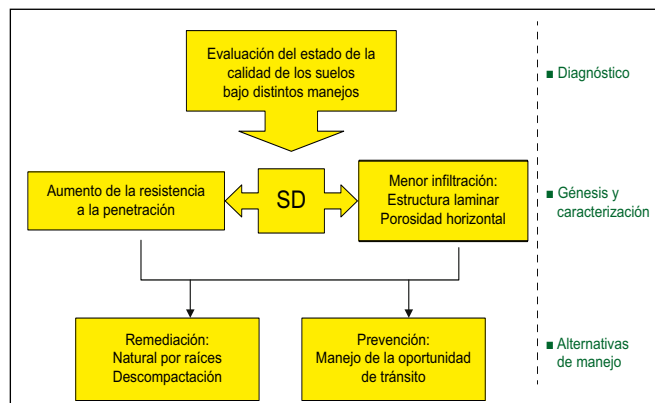 Evaluación del estado de la
calidad de los suelos
bajo distintos manejos
■ Diagnóstico
Aumento de la resistencia
a la penetración
SD
Menor infiltración:
Estructura laminar
Porosidad horizontal
■ Génesis y
caracterización
Remediación:
Natural por raíces
Descompactación
Prevención:
Manejo de la oportunidad
de tránsito
■ Alternativas
de manejo